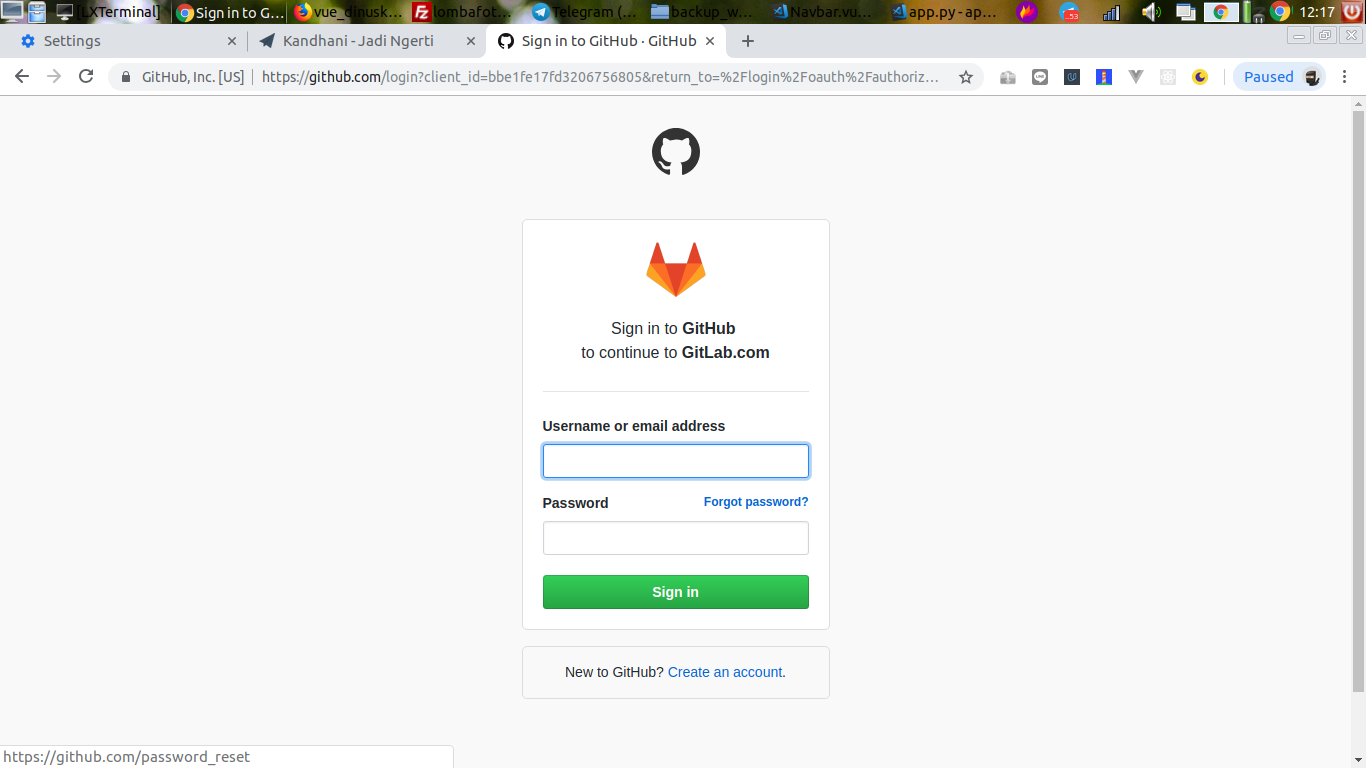 [LXTerminal]
Sign in to G...
vue_dinusk...
lombafot...
Telegram (...
backup_w...
Navbar.vu...
app.py - ap...
53
12:17
Settings
Kandhani - Jadi Ngerti
Sign in to GitHub · GitHub
GitHub, Inc. [US]
https://github.com/login?client_id=bbe1fe17fd3206756805&return_to=%2Flogin%2Foauth%2Fauthoriz...
Paused
Sign in to GitHub
to continue to GitLab.com
Username or email address
Password
Forgot password?
Sign in
New to GitHub? Create an account.
https://github.com/password_reset